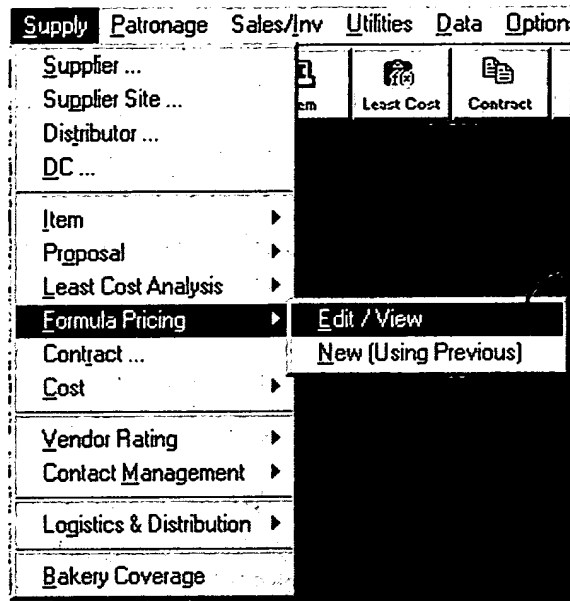 Supply Patronage Sales/Inv Utilities Data Option
Supplier ...
Supplier Site ...
Distributor ...
DC ...
Least Cost
Contract
Item
Proposal
Least Cost Analysis
Formula Pricing
Edit / View
New (Using Previous)
Contract ...
Cost
Vendor Rating
Contact Management
Logistics & Distribution
Bakery Coverage